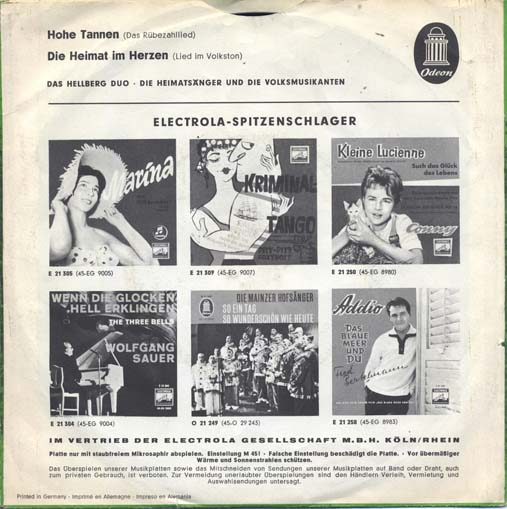 Hohe Tannen (Das Rübezahllied)
Die Heimat im Herzen (Lied im Volkston)
DAS HELLBERG DUO · DIE HEIMATSÄNGER UND DIE VOLKSMUSIKANTEN
Odeon
ELECTROLA-SPITZENSCHLAGER
Marina
E 21 305 (45-EG 9005)
KRIMINAL
TANGO
E 21 309 (45-EG 9007)
Kleine Lucienne
Such das Glück
des Lebens
Conny
E 21 250 (45-EG 8980)
WENN DIE GLOCKEN
HELL ERKLINGEN
THE THREE BELLS
WOLFGANG
SAUER
E 21 304 (45-EG 9004)
DIE MAINZER HOFSÄNGER
SO EIN TAG
SO WUNDERSCHÖN WIE HEUTE
O 21 249 (45-O 29 243)
Addio
DAS
BLAUE
MEER UND
DU
E 21 258 (45-EG 8983)
IM VERTRIEB DER ELECTROLA GESELLSCHAFT M.B.H. KÖLN/RHEIN
Platte nur mit staubfreiem Mikrosaphir abspielen. Einstellung M 45! · Falsche Einstellung beschädigt die Platte. · Vor übermäßiger
Wärme und Sonnenstrahlen schützen.
Das Überspielen unserer Musikplatten sowie das Mitschneiden von Sendungen unserer Musikplatten auf Band oder Draht, auch
zum privaten Gebrauch, ist verboten. Zur Vermeidung unerlaubter Überspielungen sind den Händlern Verleih, Vermietung und
Auswahlsendungen untersagt.
Printed in Germany - Imprimé en Allemagne - Impreso en Alemania